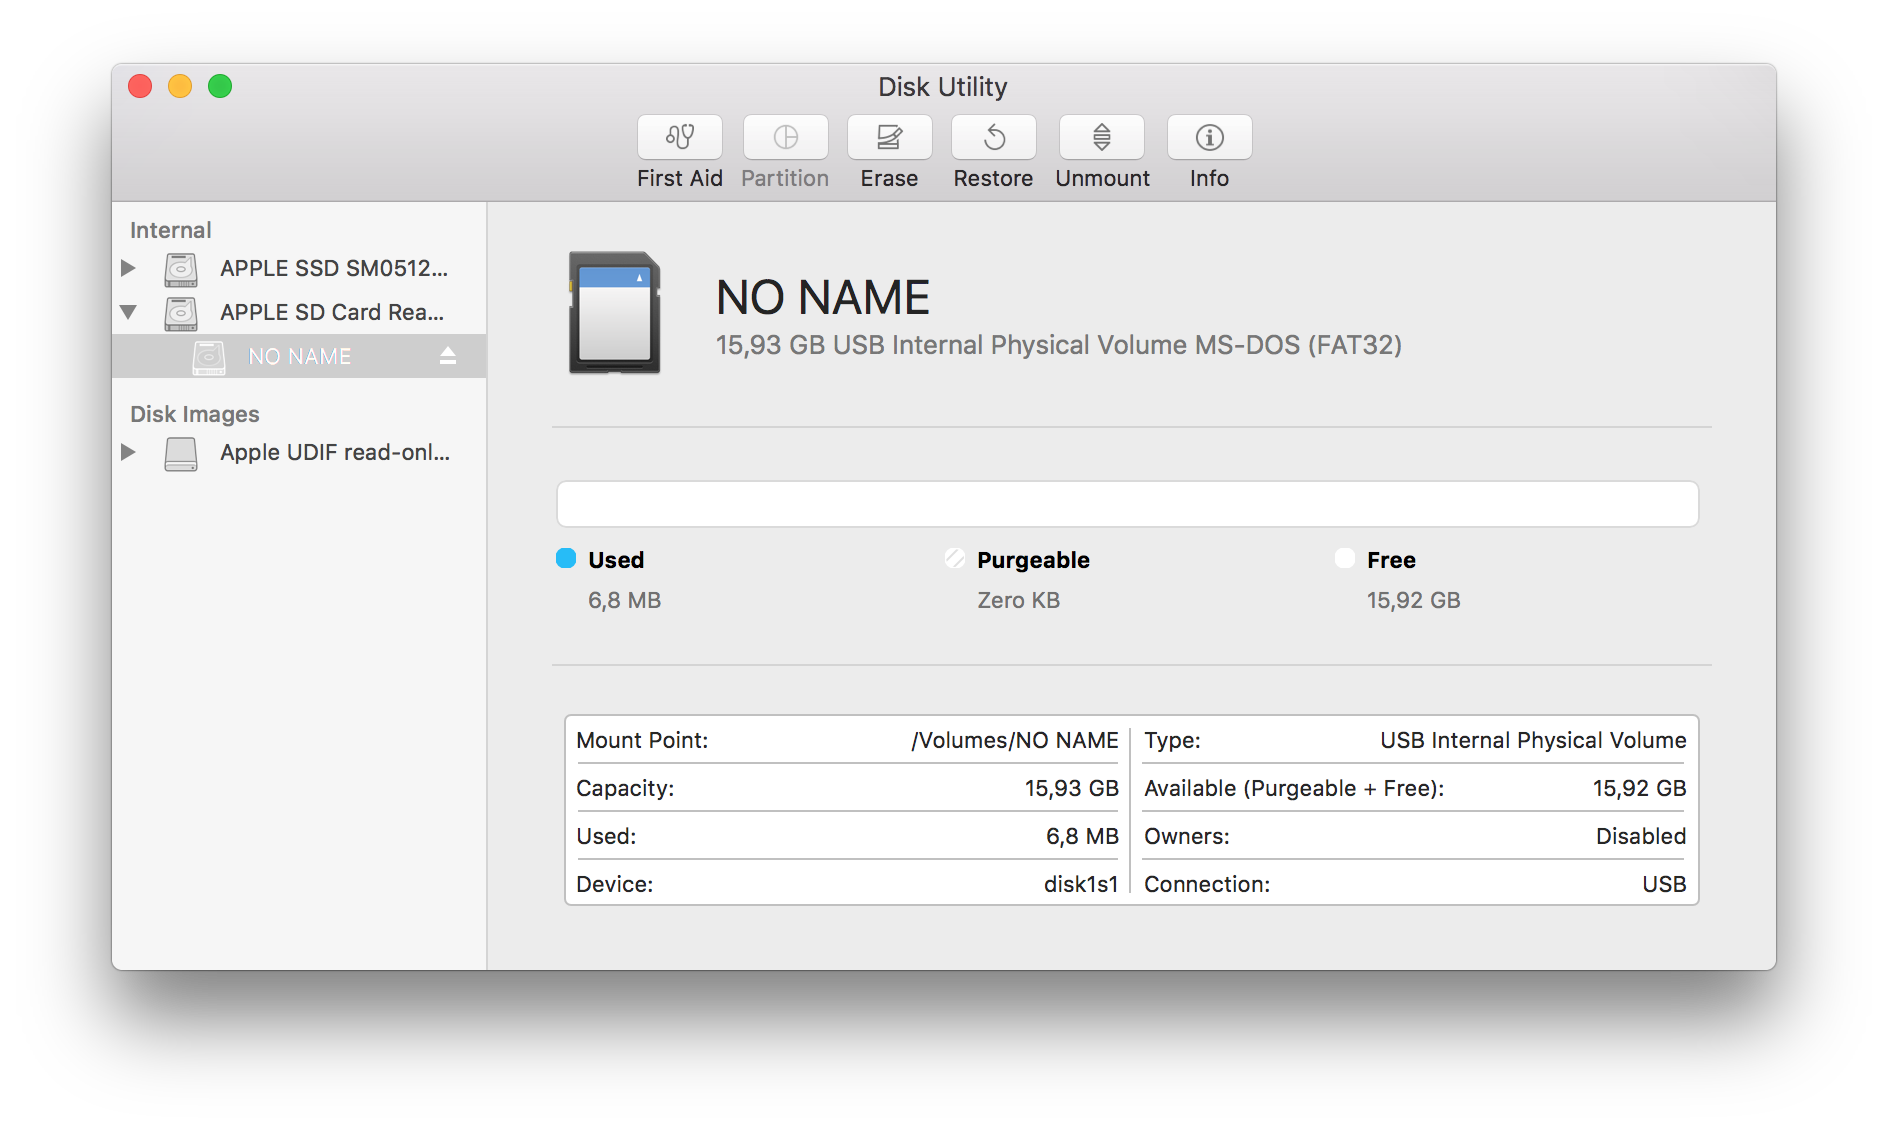 Disk Utility
First Aid Partition Erase Restore Unmount Info
Internal
APPLE SSD SM0512...
APPLE SD Card Rea...
NO NAME
Disk Images
Apple UDIF read-onl...
NO NAME
15,93 GB USB Internal Physical Volume MS-DOS (FAT32)
Used Purgeable Free
6,8 MB Zero KB 15,92 GB
Mount Point: /Volumes/NO NAME Type: USB Internal Physical Volume
Capacity: 15,93 GB Available (Purgeable + Free): 15,92 GB
Used: 6,8 MB Owners: Disabled
Device: disk1s1 Connection: USB